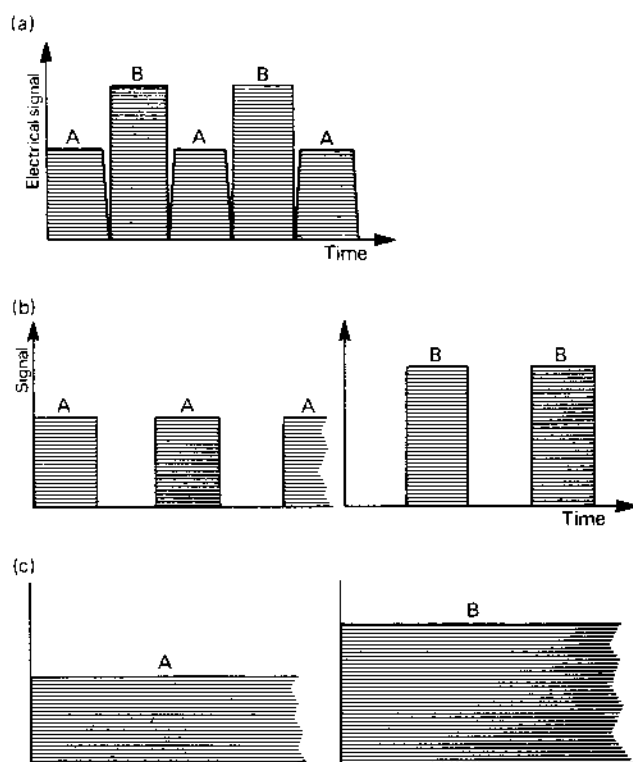 (a)
Electrical signal
A B A B A
Time
(b)
Signal
A A A B B
Time
(c)
A B